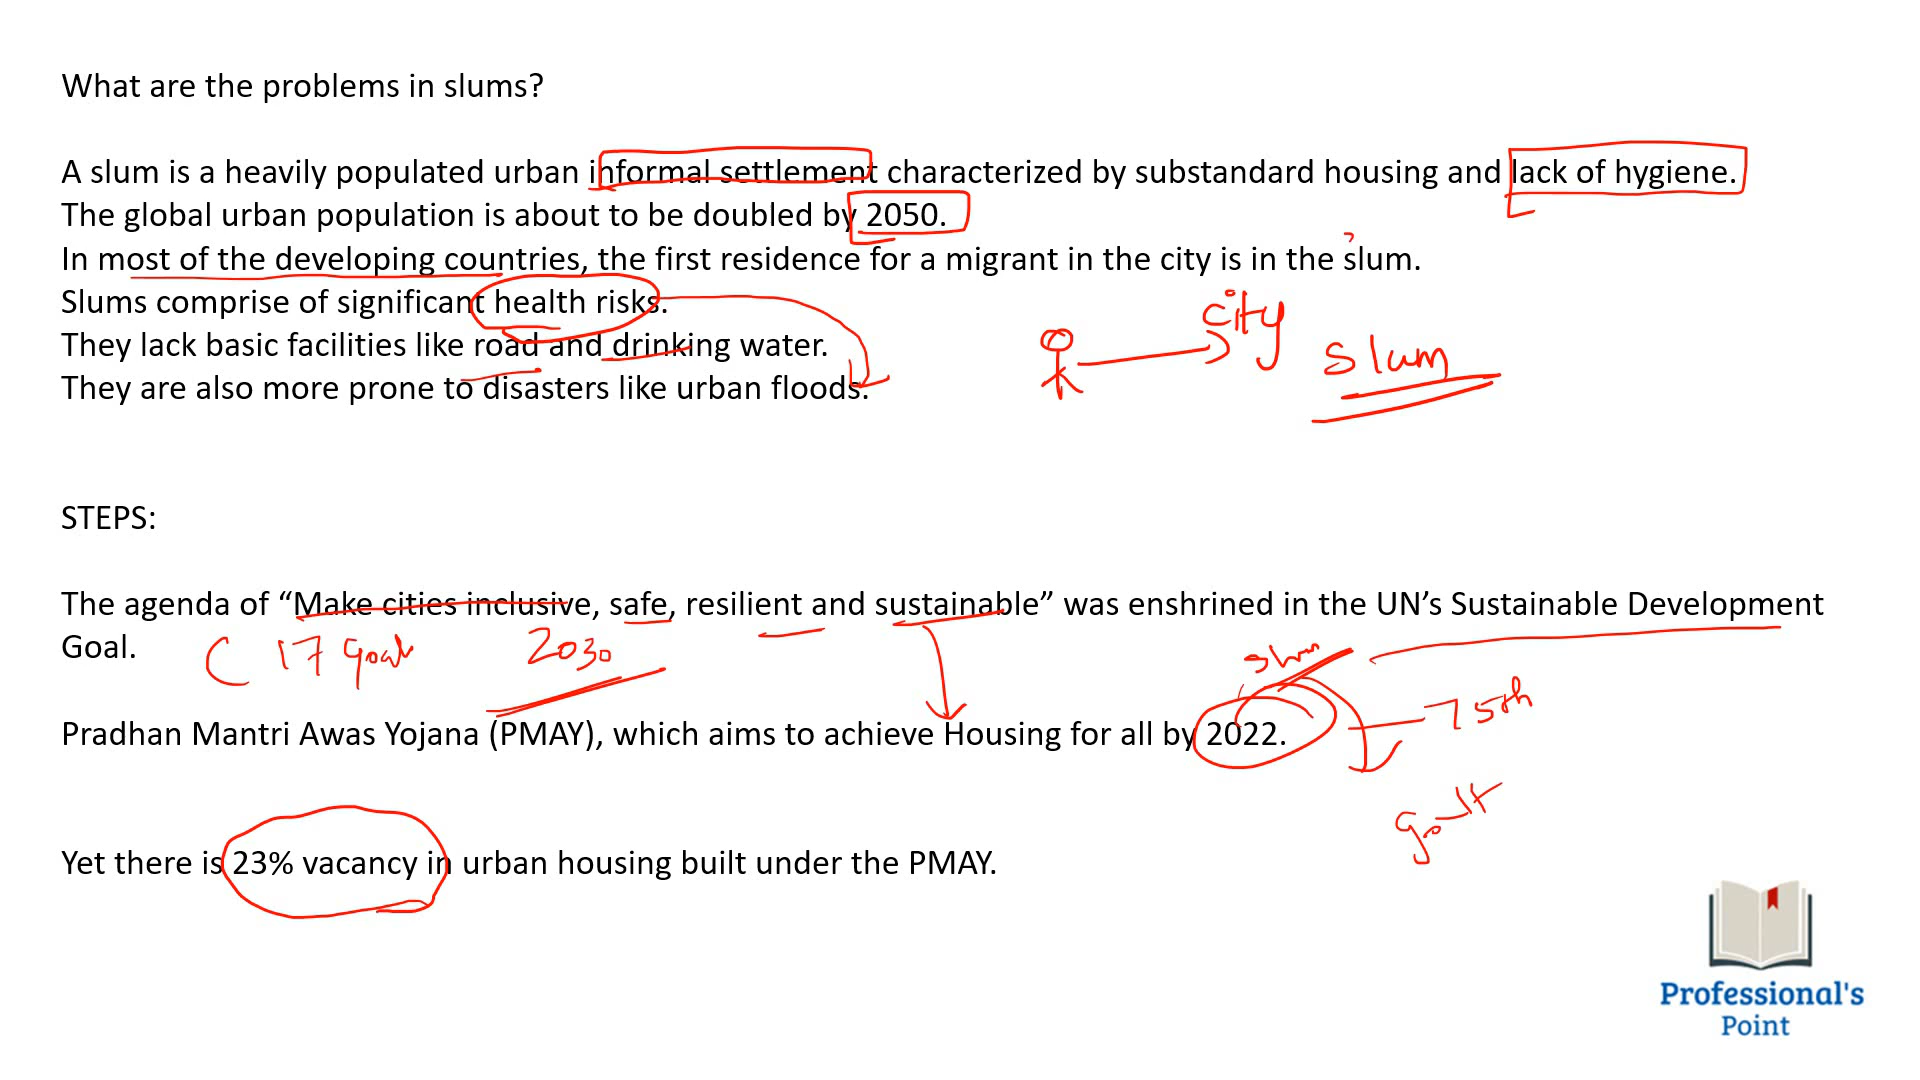 What are the problems in slums?
A slum is a heavily populated urban informal settlement characterized by substandard housing and lack of hygiene.
The global urban population is about to be doubled by 2050.
In most of the developing countries, the first residence for a migrant in the city is in the slum.
Slums comprise of significant health risks.
city
They lack basic facilities like road and drinking water.
slum
They are also more prone to disasters like urban floods.
STEPS:
The agenda of “Make cities inclusive, safe, resilient and sustainable” was enshrined in the UN’s Sustainable Development
Goal.
17 Goals 2030
75th
Pradhan Mantri Awas Yojana (PMAY), which aims to achieve Housing for all by 2022.
Yet there is 23% vacancy in urban housing built under the PMAY.
Professional's
Point